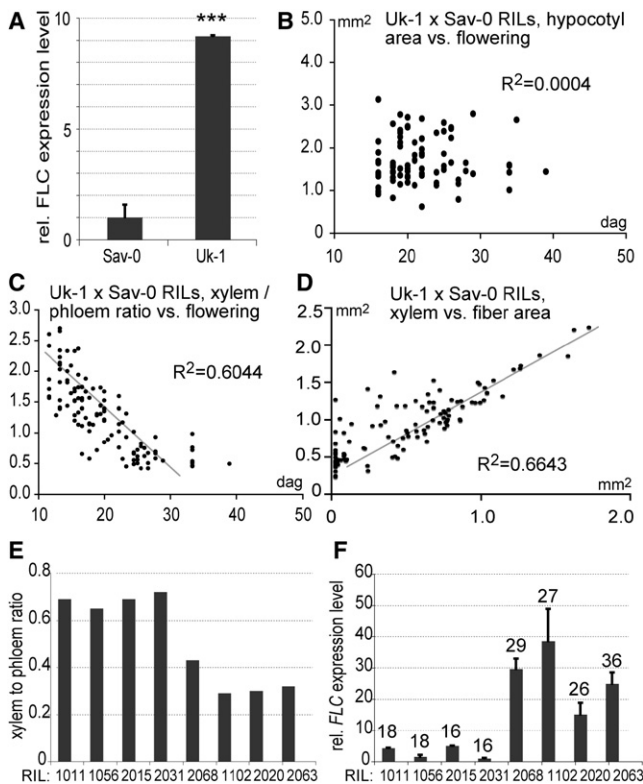 A
rel. FLC expression level
10
5
0
***
Sav-0
Uk-1
B
mm2
Uk-1 x Sav-0 RILs, hypocotyl
area vs. flowering
R2=0.0004
5.0
4.0
3.0
2.0
1.0
0
10 20 30 40 50
dag
C
Uk-1 x Sav-0 RILs, xylem /
phloem ratio vs. flowering
R2=0.6044
3.0
2.5
2.0
1.5
1.0
0.5
0.0
10 20 30 40 50
dag
D
mm2
Uk-1 x Sav-0 RILs,
xylem vs. fiber area
R2=0.6643
2.5
2.0
1.5
1.0
0.5
0
0 1.0 2.0
mm2
E
xylem to phloem ratio
0.8
0.6
0.4
0.2
0
RIL: 1011 1056 2015 2031 2068 1102 2020 2063
F
rel. FLC expression level
60
50
40
30
20
10
0
18 18 16 16 29 27 26 36
RIL: 1011 1056 2015 2031 2068 1102 2020 2063